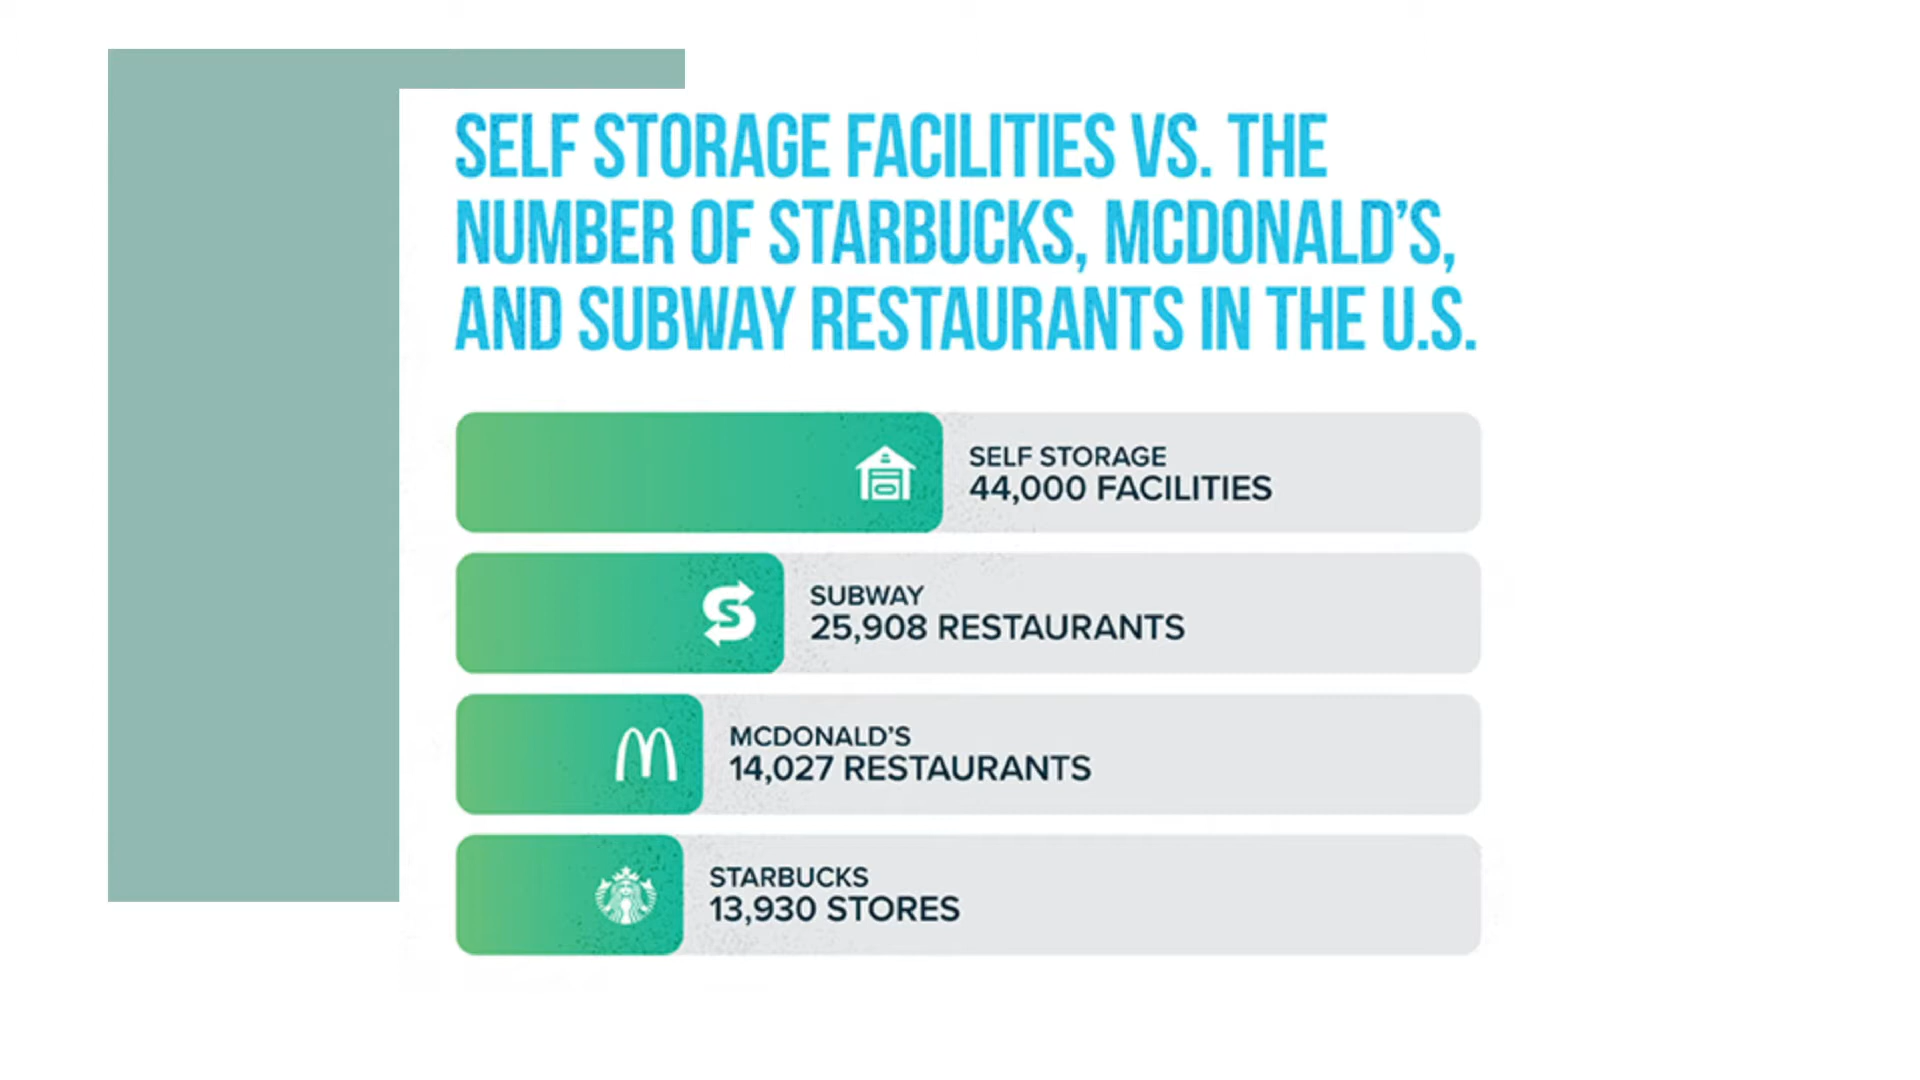 SELF STORAGE FACILITIES VS. THE
NUMBER OF STARBUCKS, MCDONALD'S,
AND SUBWAY RESTAURANTS IN THE U.S.
SELF STORAGE
44,000 FACILITIES
SUBWAY
25,908 RESTAURANTS
MCDONALD'S
14,027 RESTAURANTS
STARBUCKS
13,930 STORES